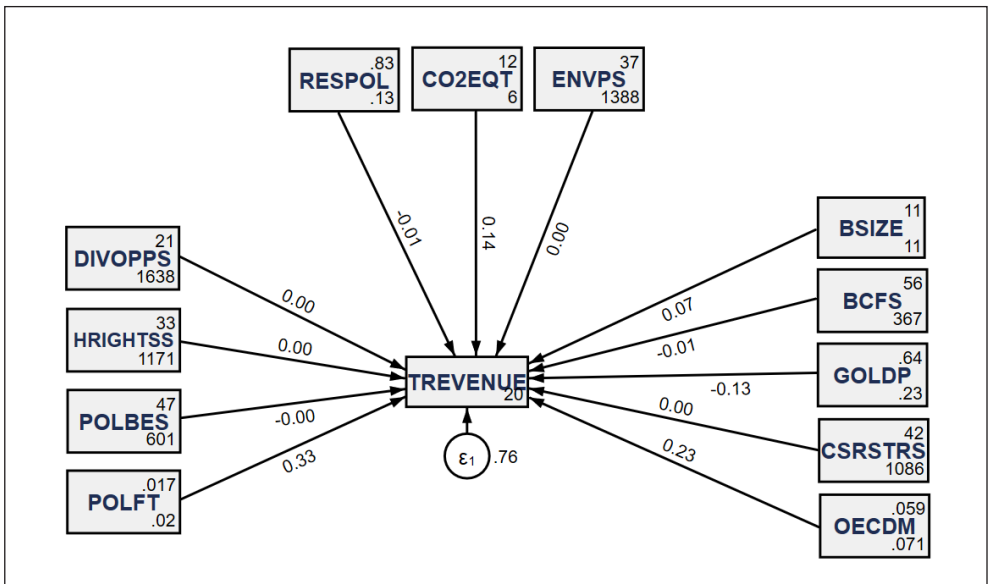 .83
RESPOL
.13
12
CO2EQT
6
37
ENVPS
1388
-0.01
0.14
0.00
21
DIVOPPS
1638
0.00
33
HRIGHTSS
1171
0.00
47
POLBES
601
-0.00
.017
POLFT
.02
0.33
TREVENUE
20
ε1
.76
11
BSIZE
11
0.07
56
BCFS
367
-0.01
.64
GOLDP
.23
-0.13
42
CSRSTRS
1086
0.00
.059
OECDM
.071
0.23